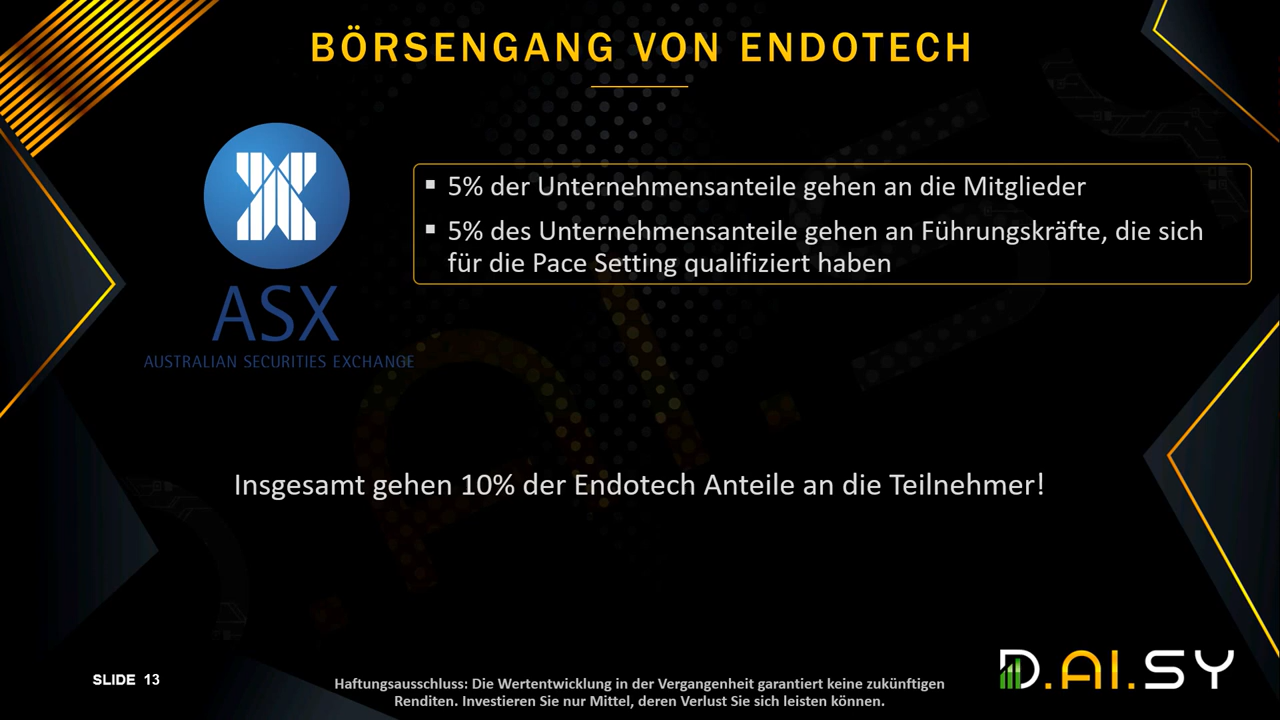 BÖRSENGANG VON ENDOTECH
ASX
AUSTRALIAN SECURITIES EXCHANGE
▪ 5% der Unternehmensanteile gehen an die Mitglieder
▪ 5% des Unternehmensanteile gehen an Führungskräfte, die sich
für die Pace Setting qualifiziert haben
Insgesamt gehen 10% der Endotech Anteile an die Teilnehmer!
SLIDE 13
Haftungsausschluss: Die Wertentwicklung in der Vergangenheit garantiert keine zukünftigen
Renditen. Investieren Sie nur Mittel, deren Verlust Sie sich leisten können.
D.AI.SY